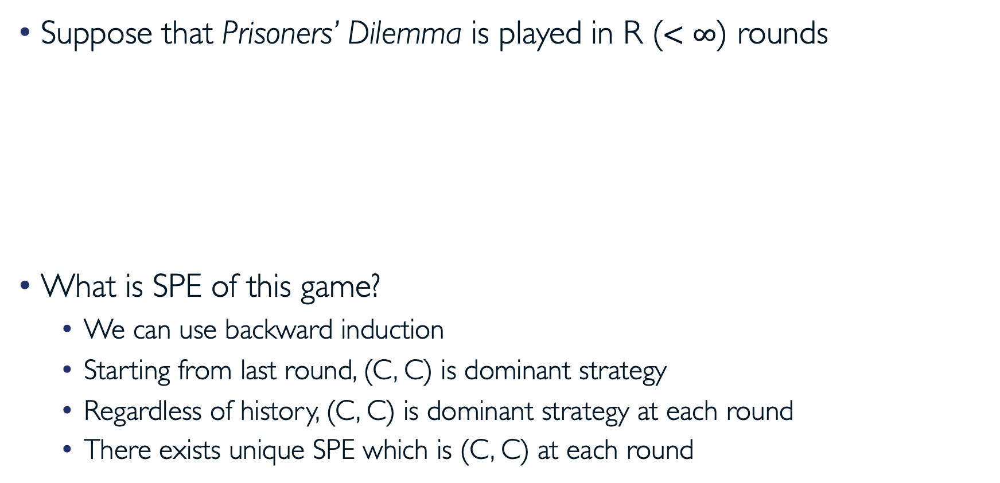 • Suppose that Prisoners’ Dilemma is played in R (< ∞) rounds
• What is SPE of this game?
• We can use backward induction
• Starting from last round, (C, C) is dominant strategy
• Regardless of history, (C, C) is dominant strategy at each round
• There exists unique SPE which is (C, C) at each round